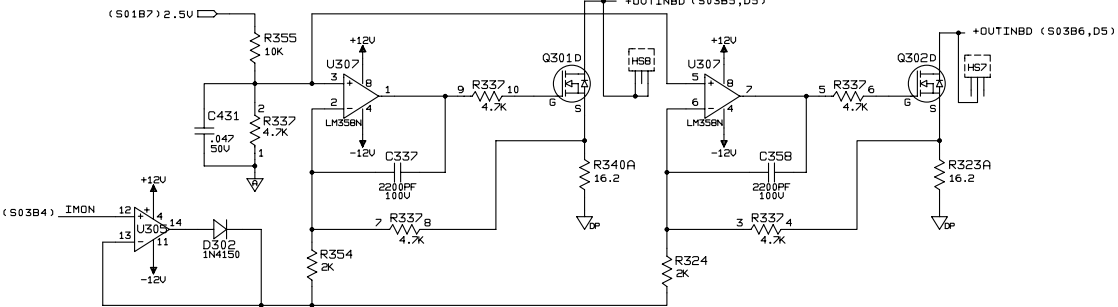 +OUTINBD (S03B5,D5)
(S01B7) 2.5V
R355
10K
+12V
U307
3
+
8
1
2
-
4
LM358N
-12V
9
R337
10
4.7K
Q301
D
G
S
HS8
+12V
U307
5
+
8
7
6
-
4
LM358N
-12V
5
R337
6
4.7K
Q302
D
G
S
+OUTINBD (S03B6,D5)
HS7
C431
.047
50V
2
R337
4.7K
1
A
C337
2200PF
100V
R340A
16.2
DP
C358
2200PF
100V
R323A
16.2
DP
7
R337
8
4.7K
3
R337
4
4.7K
(S03B4)
IMON
+12V
12
+
+
4
14
13
-
U305
11
-12V
D302
1N4150
R354
2K
R324
2K